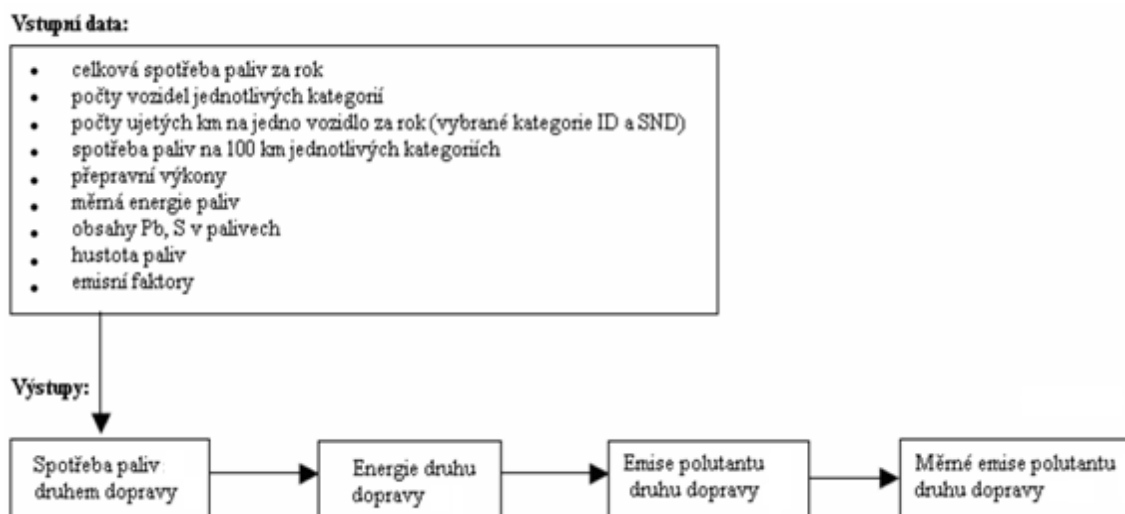 Vstupní data:
celková spotřeba paliv za rok
počty vozidel jednotlivých kategorií
počty ujetých km na jedno vozidlo za rok (vybrané kategorie ID a SND)
spotřeba paliv na 100 km jednotlivých kategoriích
přepravní výkony
měrná energie paliv
obsahy Pb, S v palivech
hustota paliv
emisní faktory
Výstupy:
Spotřeba paliv
druhem dopravy
Energie druhu
dopravy
Emise polutantu
druhu dopravy
Měrné emise polutantu
druhu dopravy